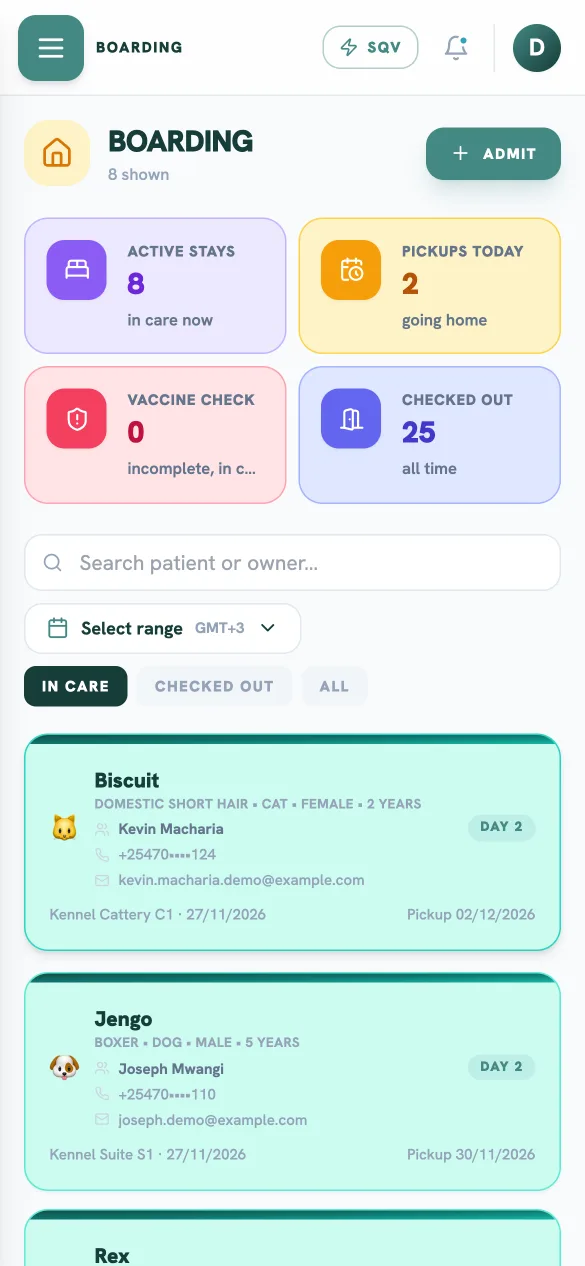 BOARDING
SQV
D
BOARDING
8 shown
ADMIT
ACTIVE STAYS
8
in care now
PICKUPS TODAY
2
going home
VACCINE CHECK
0
incomplete, in c...
CHECKED OUT
25
all time
Search patient or owner...
Select range GMT+3
IN CARE
CHECKED OUT
ALL
Biscuit
DOMESTIC SHORT HAIR • CAT • FEMALE • 2 YEARS
Kevin Macharia
DAY 2
+25470••••124
kevin.macharia.demo@example.com
Kennel Cattery C1 · 27/11/2026
Pickup 02/12/2026
Jengo
BOXER • DOG • MALE • 5 YEARS
Joseph Mwangi
DAY 2
+25470••••110
joseph.demo@example.com
Kennel Suite S1 · 27/11/2026
Pickup 30/11/2026
Rex